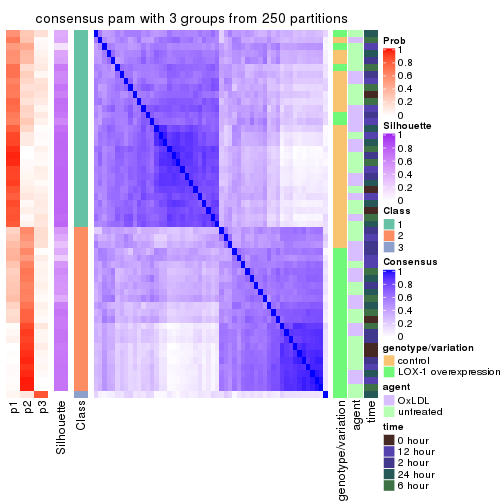 consensus pam with 3 groups from 250 partitions
Prob
1
0.8
0.6
0.4
0.2
0
Silhouette
1
0.8
0.6
0.4
0.2
0
Class
1
2
3
Consensus
1
0.8
0.6
0.4
0.2
0
genotype/variation
control
LOX-1 overexpression
agent
OxLDL
untreated
time
0 hour
12 hour
2 hour
24 hour
6 hour
p1
p2
p3
Silhouette
Class
genotype/variation
agent
time